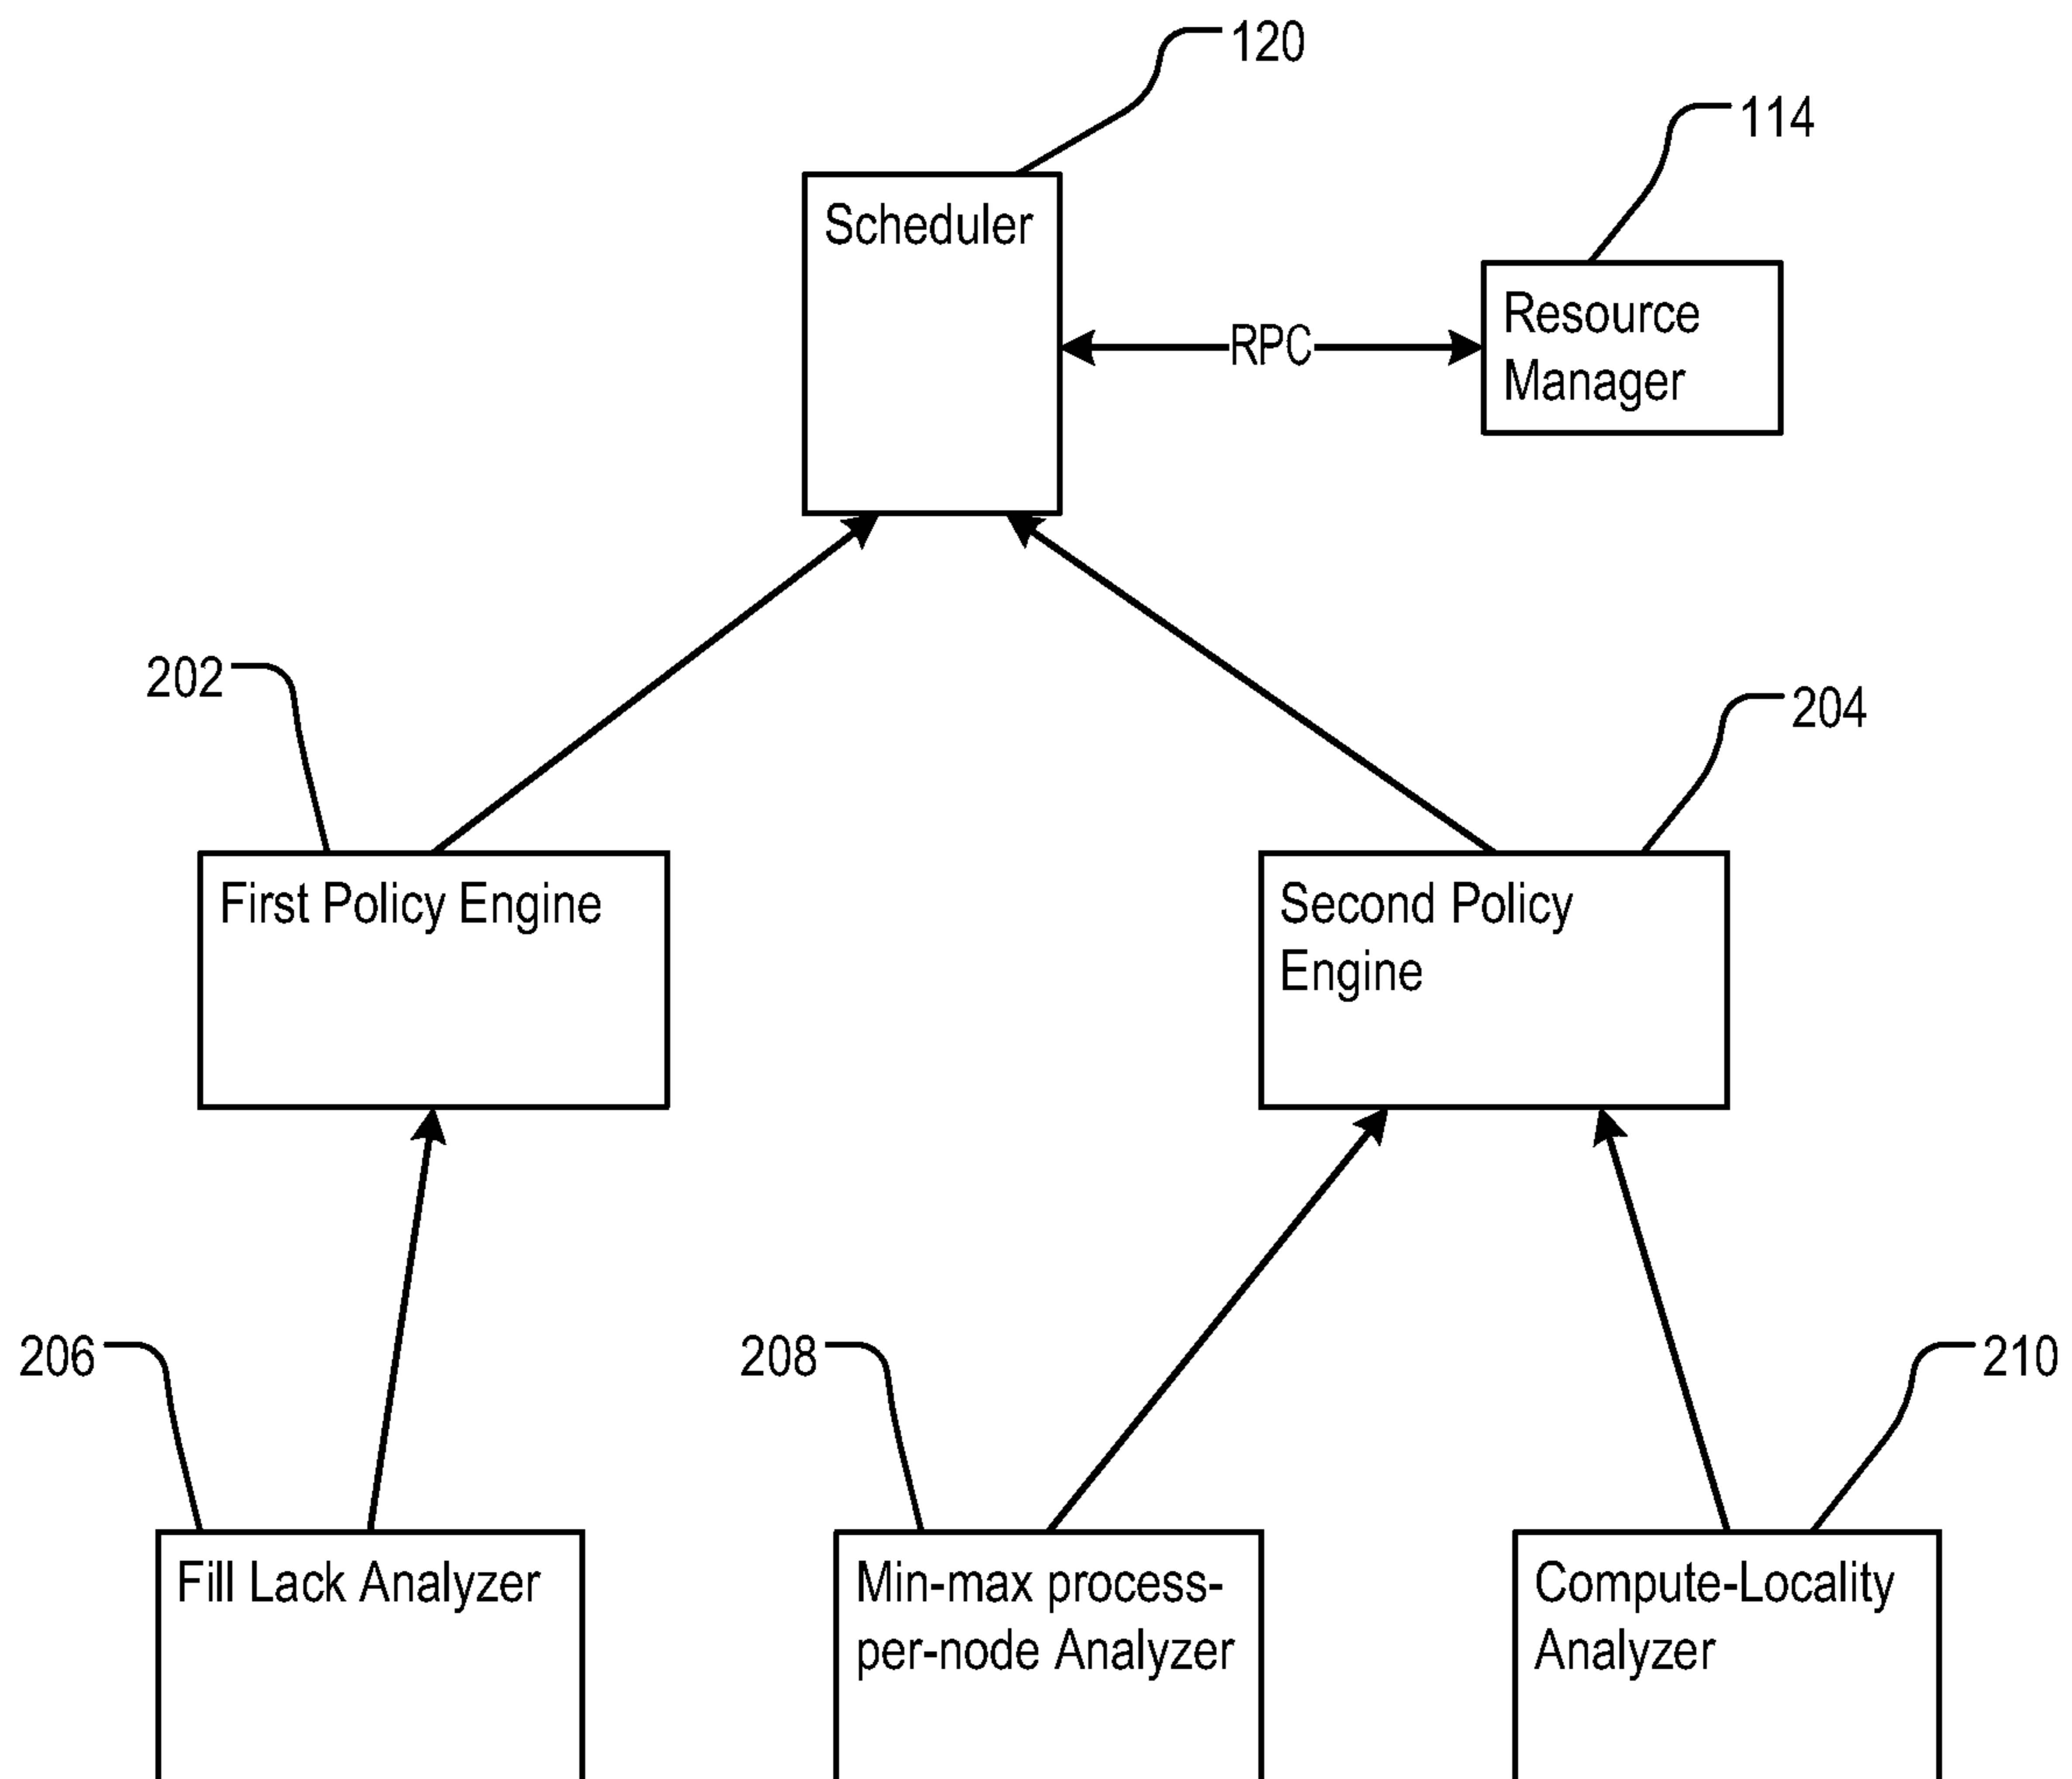 120
114
Scheduler
Resource
Manager
RPC
202
204
First Policy Engine
Second Policy
Engine
206
208
210
Fill Lack Analyzer
Min-max process-
per-node Analyzer
Compute-Locality
Analyzer